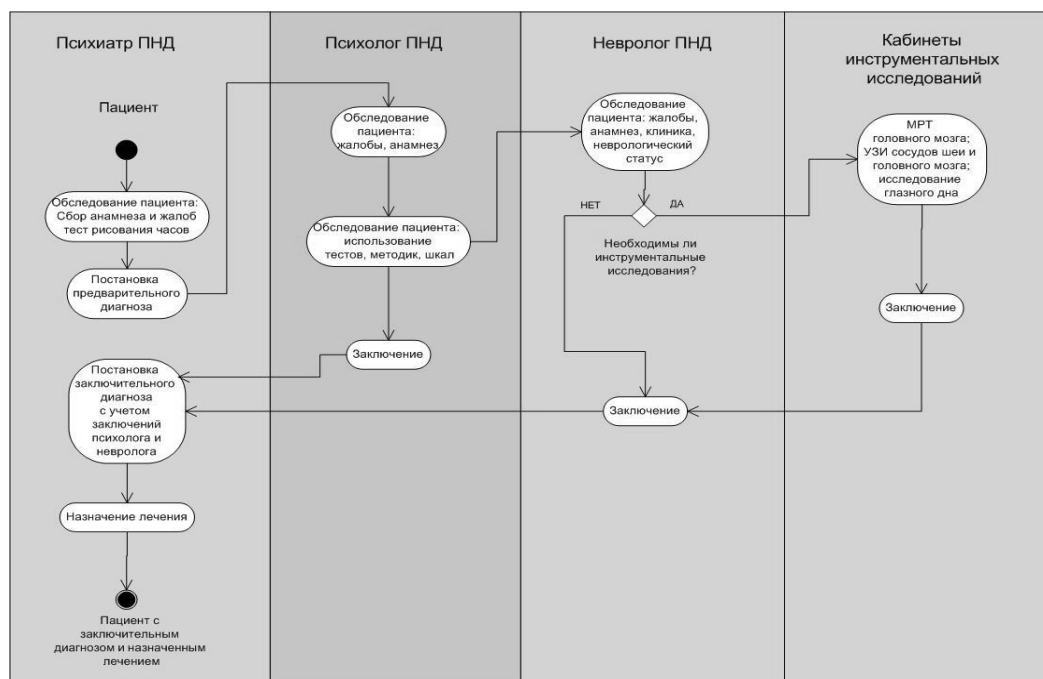 Психиатр ПНД
Пациент
Обследование пациента:
Сбор анамнеза и жалоб
тест рисования часов
Постановка
предварительного
диагноза
Постановка
заключительного
диагноза
с учетом
заключений
психолога и
невролога
Назначение лечения
Пациент с
заключительным
диагнозом и назначенным
лечением
Психолог ПНД
Обследование
пациента:
жалобы, анамнез
Обследование пациента:
использование
тестов, методик, шкал
Заключение
Невролог ПНД
Обследование
пациента: жалобы,
анамнез, клиника,
неврологический
статус
НЕТ
ДА
Необходимы ли
инструментальные
исследования?
Заключение
Кабинеты
инструментальных
исследований
МРТ
головного мозга;
УЗИ сосудов шеи и
головного мозга;
исследование
глазного дна
Заключение